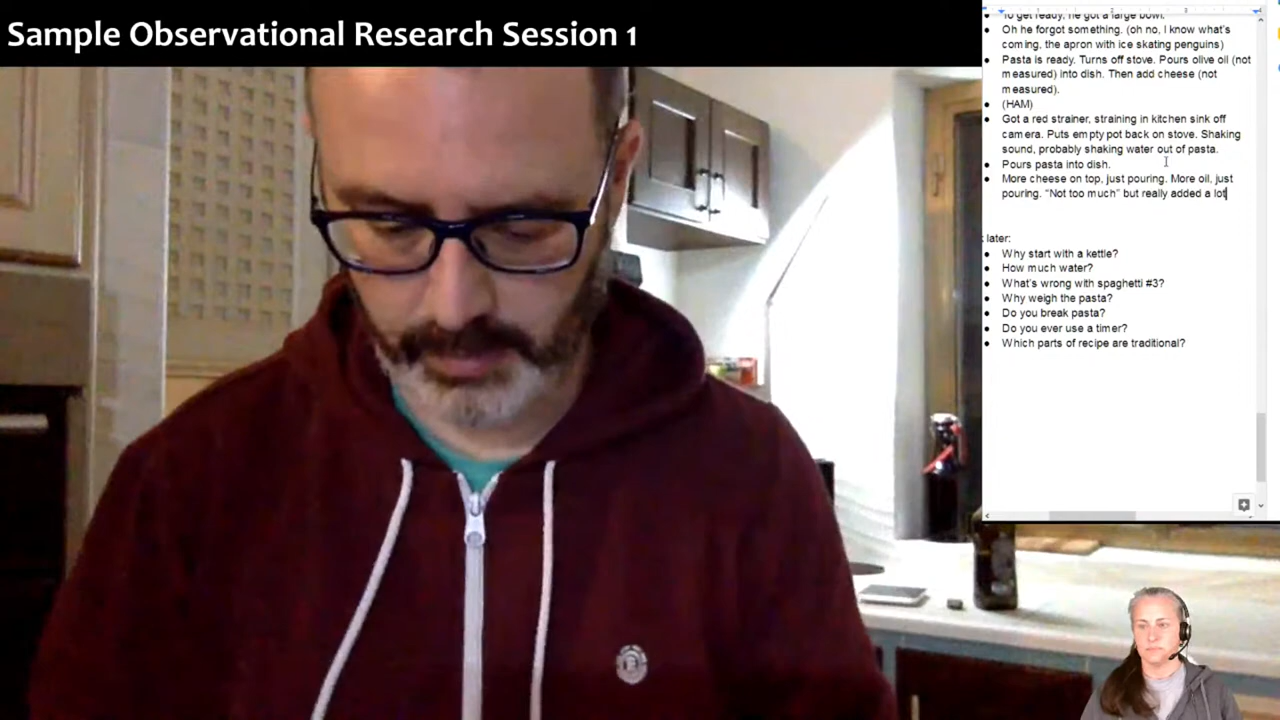 Sample Observational Research Session 1
To get ready, he got a large bowl.
Oh he forgot something. (oh no, I know what's
coming, the apron with ice skating penguins)
Pasta is ready. Turns off stove. Pours olive oil (not
measured) into dish. Then add cheese (not
measured).
(HAM)
Got a red strainer, straining in kitchen sink off
camera. Puts empty pot back on stove. Shaking
sound, probably shaking water out of pasta.
Pours pasta into dish.
More cheese on top, just pouring. More oil, just
pouring. “Not too much” but really added a lot
later:
Why start with a kettle?
How much water?
What's wrong with spaghetti #3?
Why weigh the pasta?
Do you break pasta?
Do you ever use a timer?
Which parts of recipe are traditional?